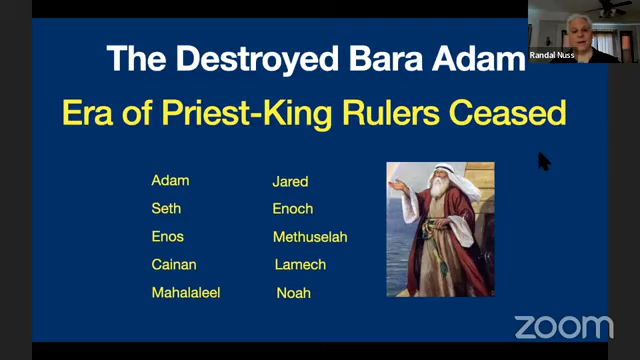 Randal Nuss
The Destroyed Bara Adam
Era of Priest-King Rulers Ceased
Adam
Seth
Enos
Cainan
Mahalaleel
Jared
Enoch
Methuselah
Lamech
Noah
zoom